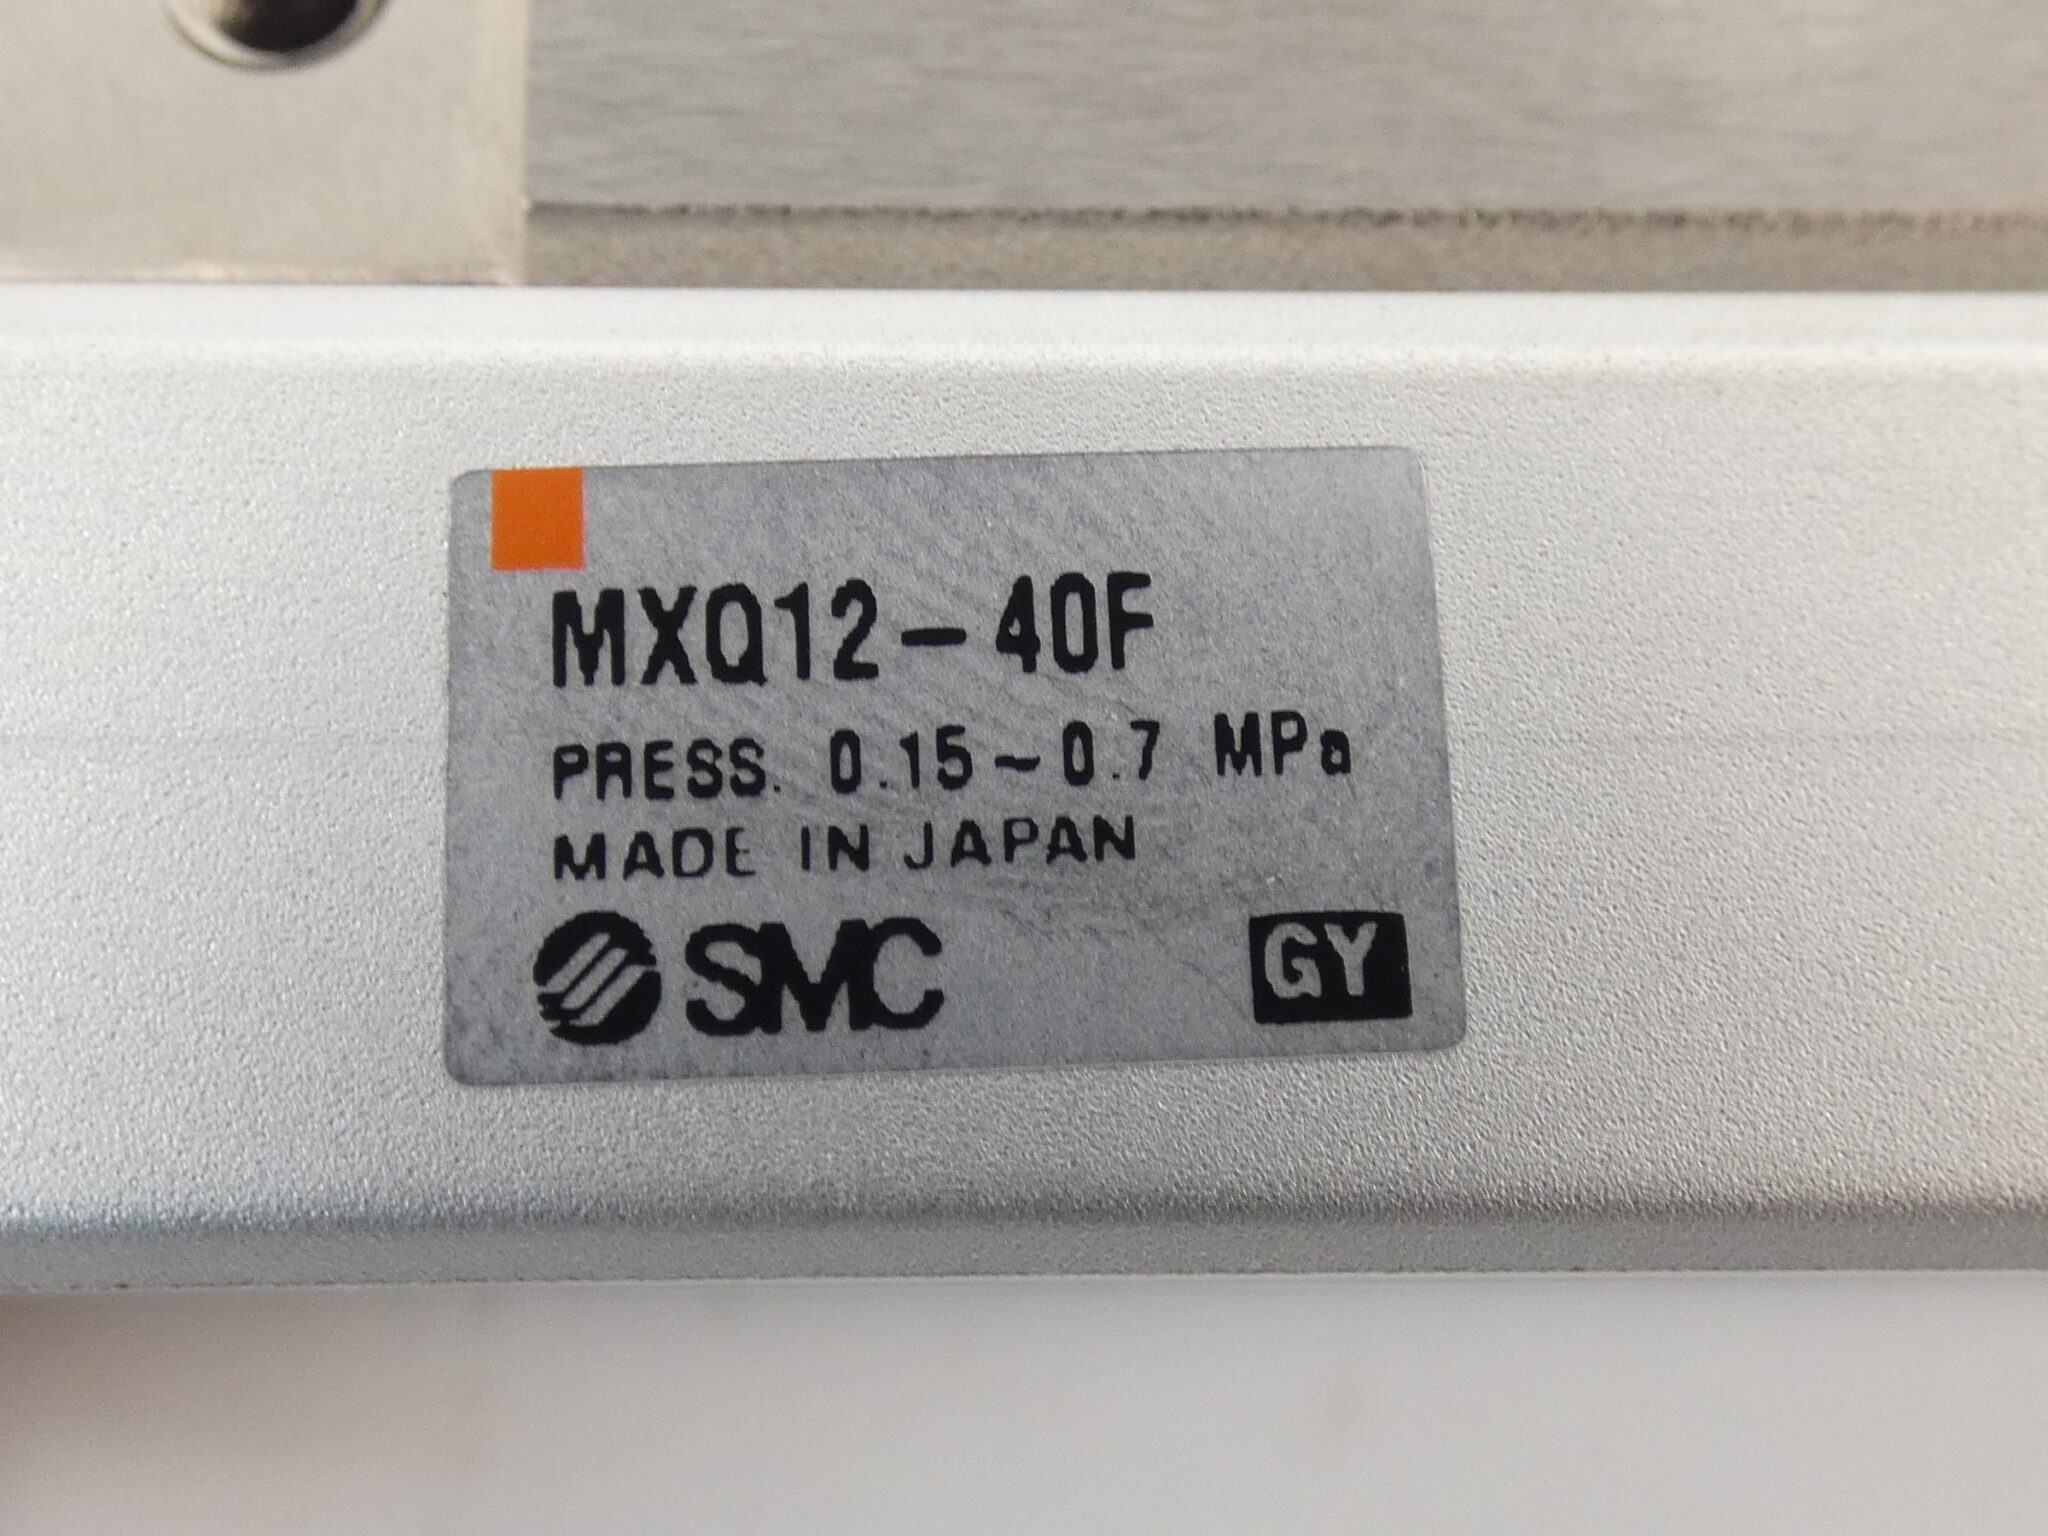 MXQ12-40F
PRESS. 0.15~0.7 MPa
MADE IN JAPAN
SMC GY